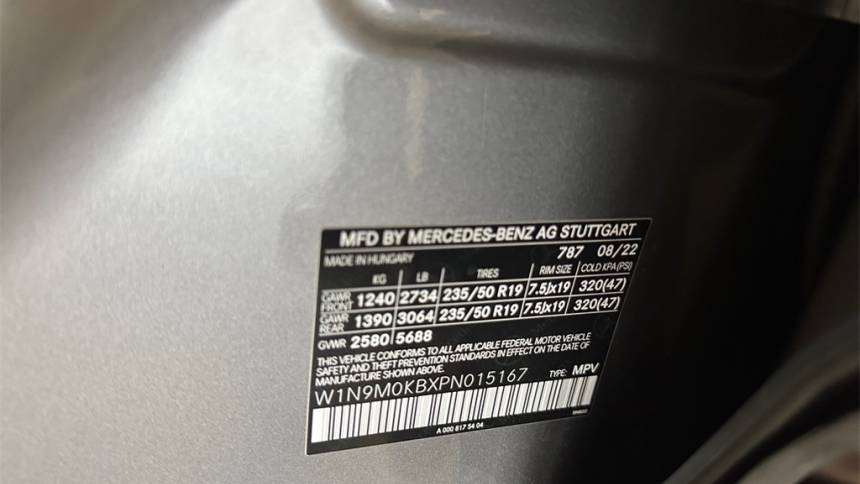 MFD BY MERCEDES-BENZ AG STUTTGART
MADE IN HUNGARY 787 08/22
KG LB TIRES RIM SIZE COLD KPA (PSI)
GAWR FRONT 1240 2734 235/50 R19 7.5Jx19 320(47)
GAWR REAR 1390 3064 235/50 R19 7.5Jx19 320(47)
GVWR 2580 5688
THIS VEHICLE CONFORMS TO ALL APPLICABLE FEDERAL MOTOR VEHICLE
SAFETY AND THEFT PREVENTION STANDARDS IN EFFECT ON THE DATE OF
MANUFACTURE SHOWN ABOVE.
W1N9M0KBXPN015167 TYPE: MPV
A 000 817 54 04